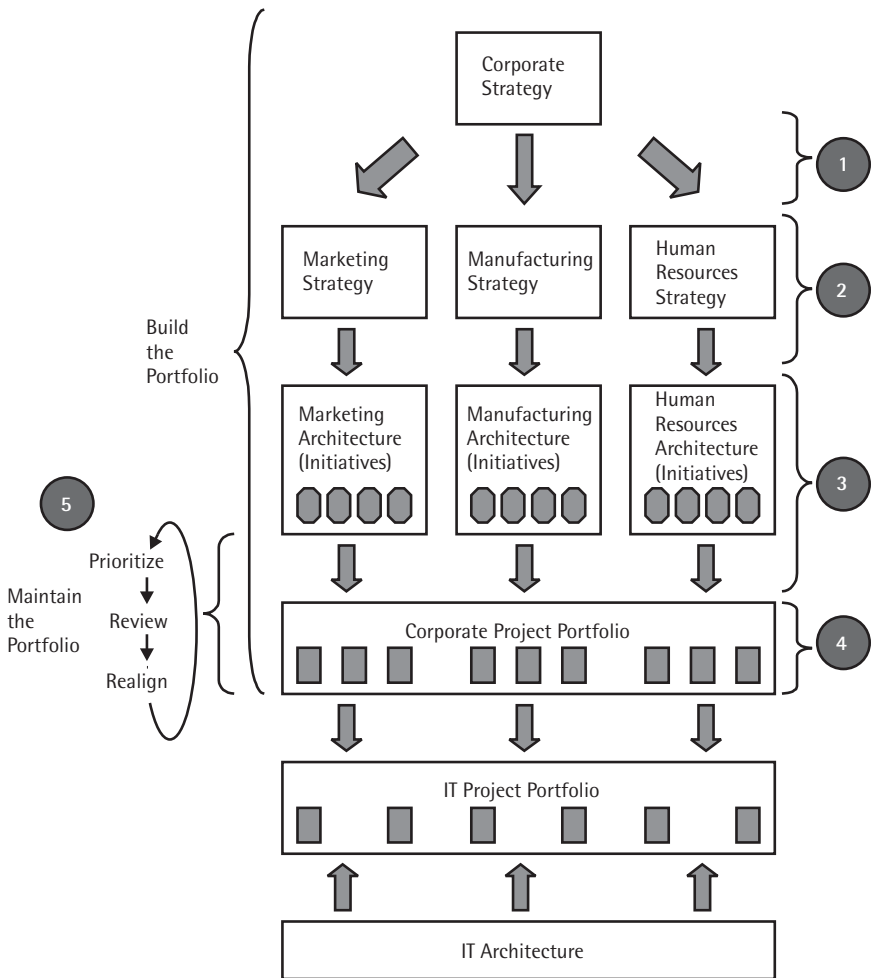 Corporate
Strategy
1
Marketing
Strategy
Manufacturing
Strategy
Human
Resources
Strategy
2
Build
the
Portfolio
Marketing
Architecture
(Initiatives)
Manufacturing
Architecture
(Initiatives)
Human
Resources
Architecture
(Initiatives)
3
5
Prioritize
Review
Realign
Maintain
the
Portfolio
Corporate Project Portfolio
4
IT Project Portfolio
IT Architecture